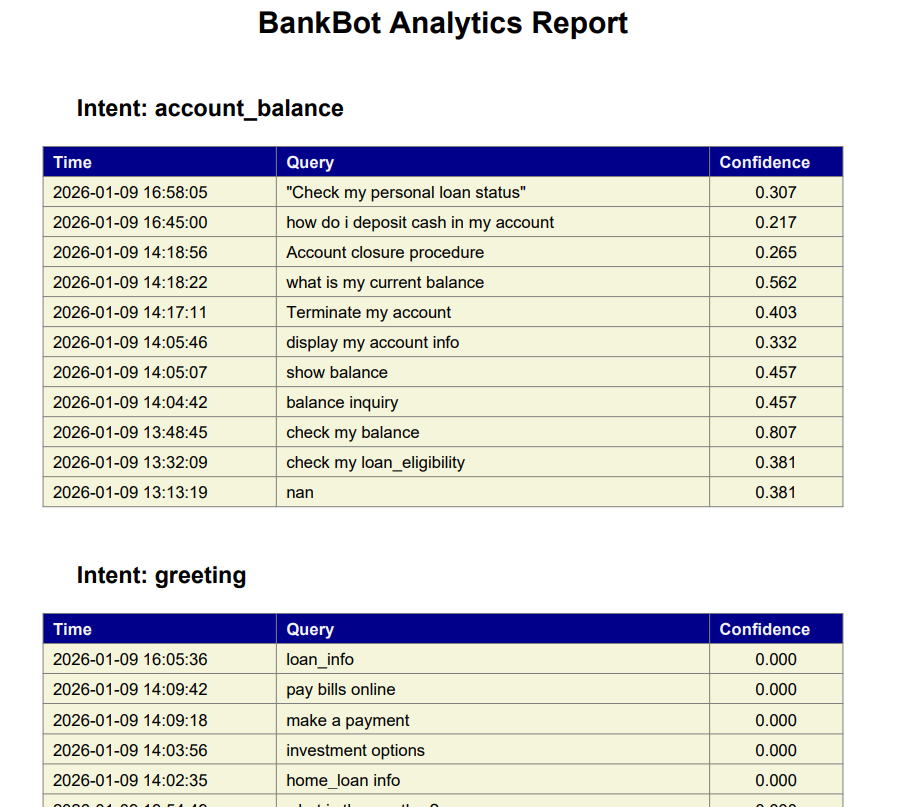 BankBot Analytics Report
Intent: account_balance
Time Query Confidence
2026-01-09 16:58:05 "Check my personal loan status" 0.307
2026-01-09 16:45:00 how do i deposit cash in my account 0.217
2026-01-09 14:18:56 Account closure procedure 0.265
2026-01-09 14:18:22 what is my current balance 0.562
2026-01-09 14:17:11 Terminate my account 0.403
2026-01-09 14:05:46 display my account info 0.332
2026-01-09 14:05:07 show balance 0.457
2026-01-09 14:04:42 balance inquiry 0.457
2026-01-09 13:48:45 check my balance 0.807
2026-01-09 13:32:09 check my loan_eligibility 0.381
2026-01-09 13:13:19 nan 0.381
Intent: greeting
Time Query Confidence
2026-01-09 16:05:36 loan_info 0.000
2026-01-09 14:09:42 pay bills online 0.000
2026-01-09 14:09:18 make a payment 0.000
2026-01-09 14:03:56 investment options 0.000
2026-01-09 14:02:35 home_loan info 0.000